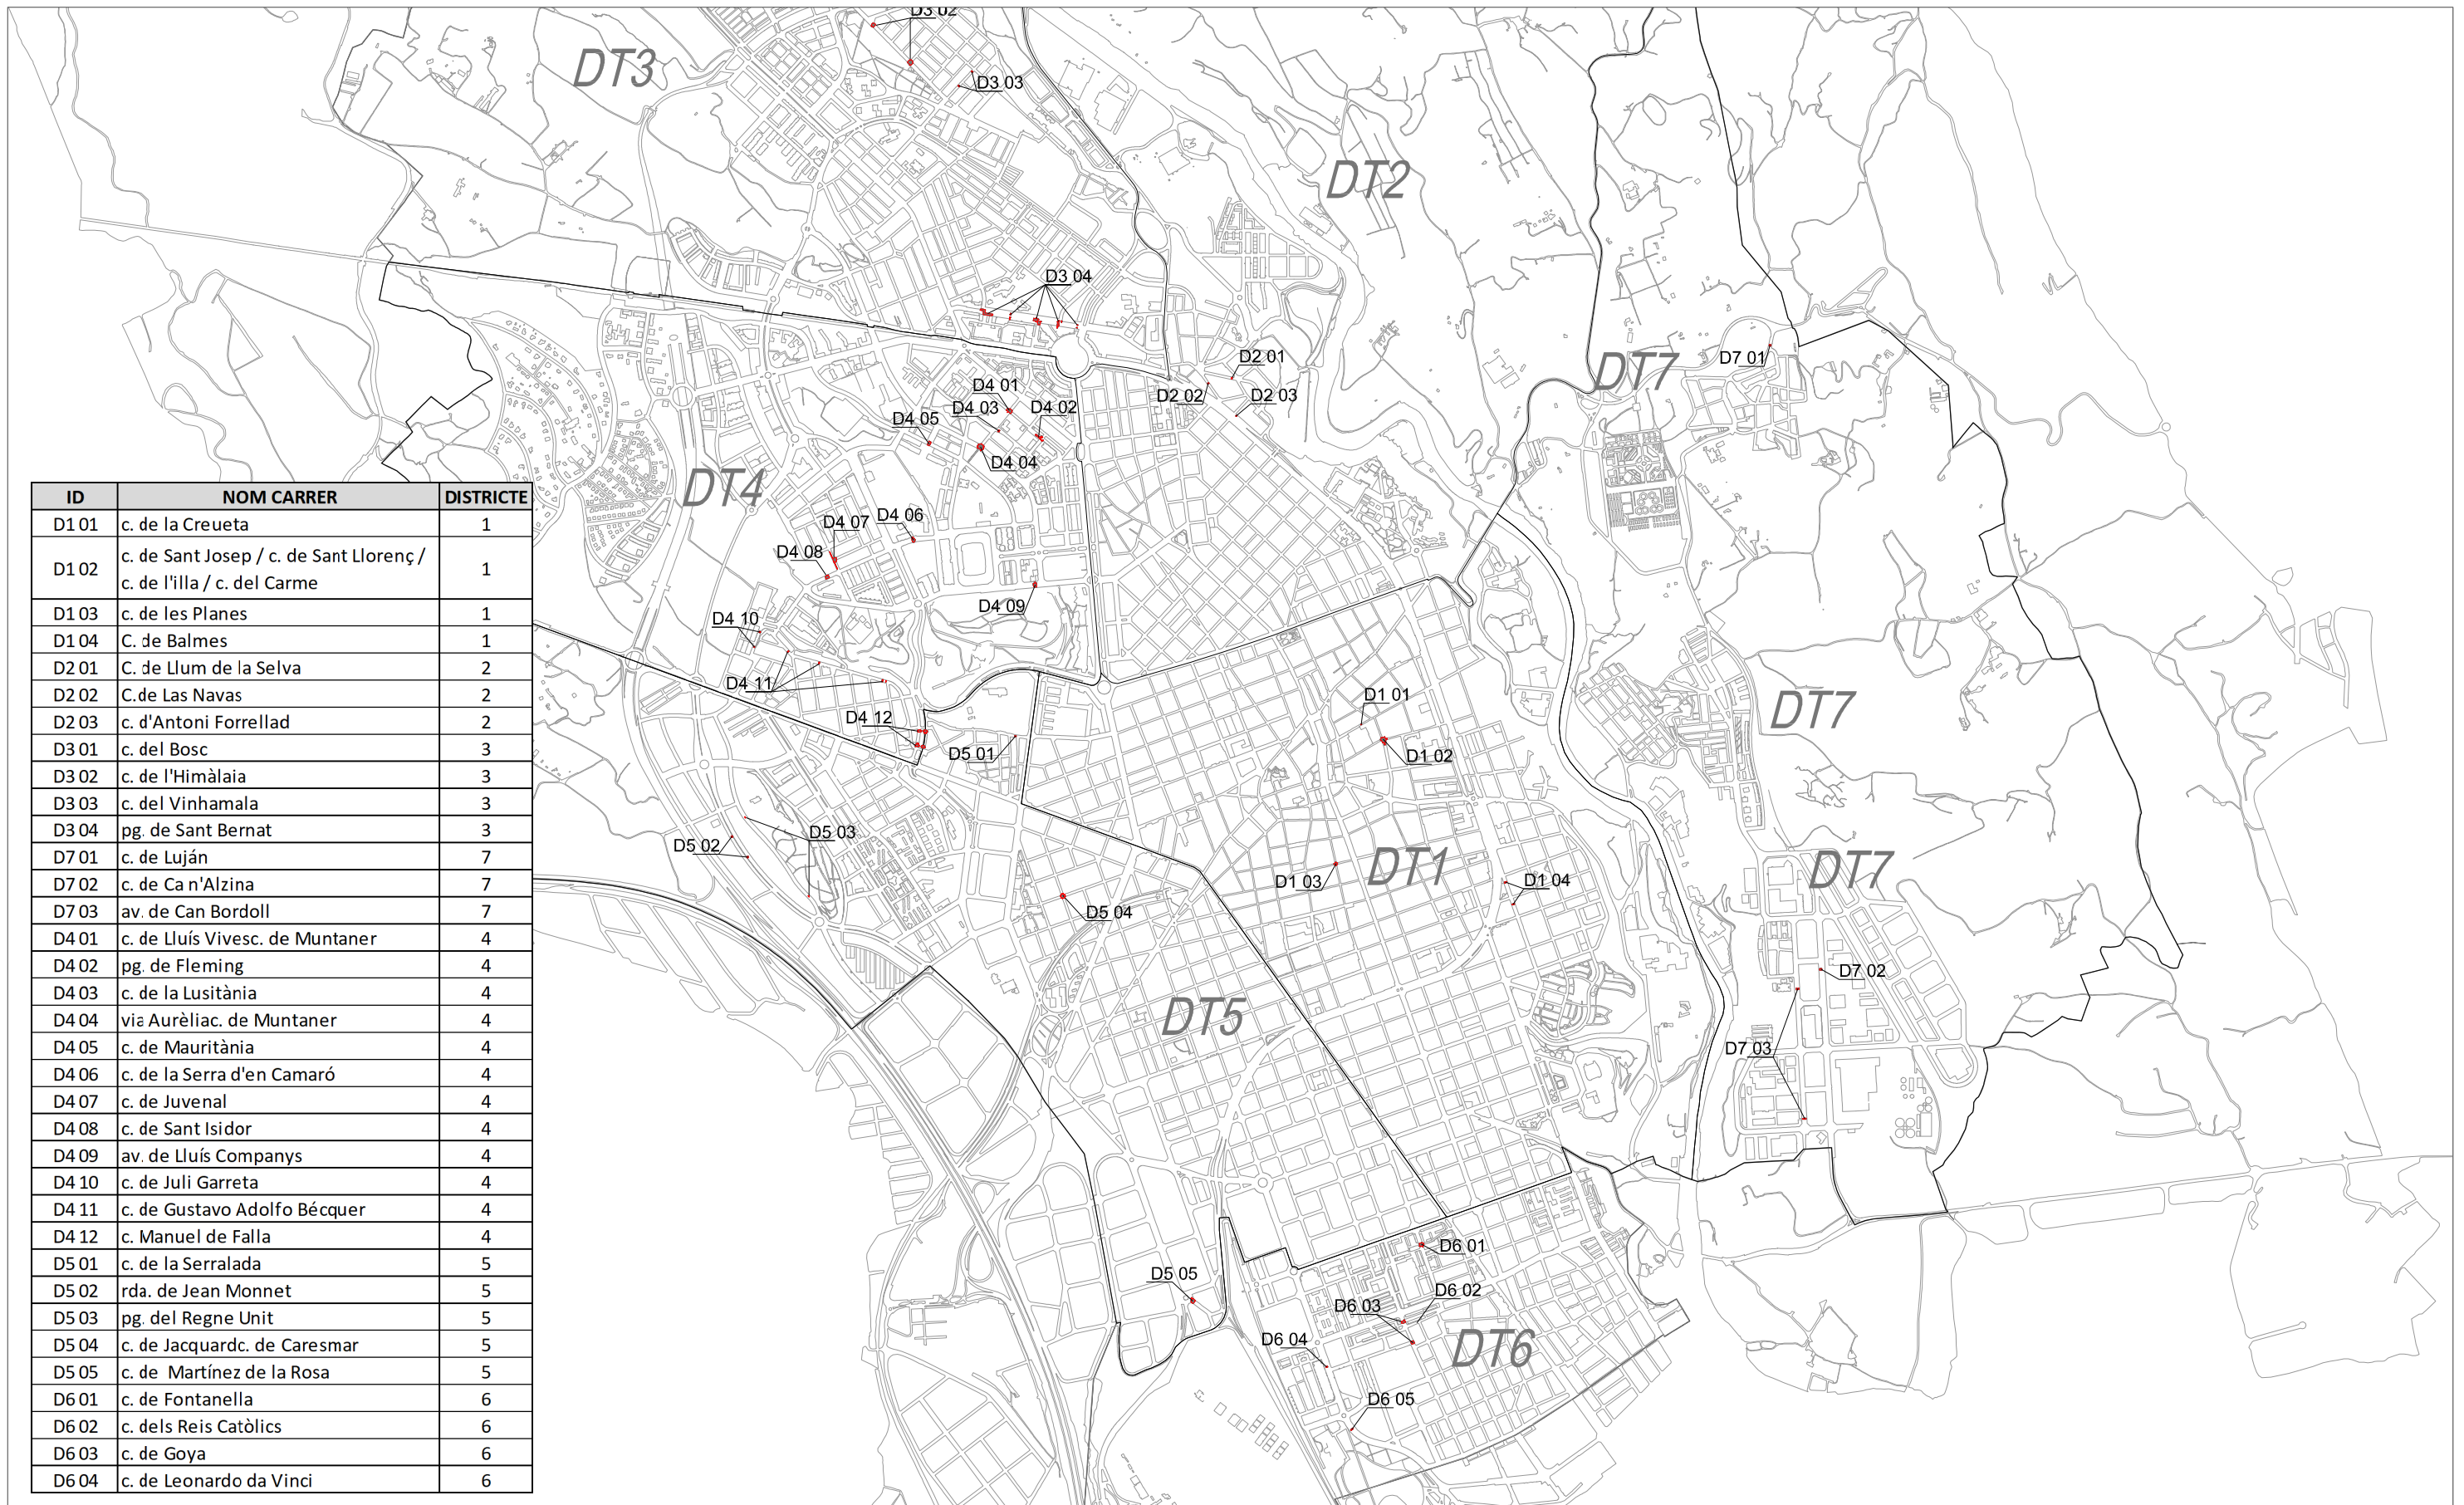 D3 02
DT3
D3 03
DT2
D3 04
D2 01
DT7
D7 01
D4 01
D2 02
D2 03
D4 03
D4 02
D4 05
D4 04
DT4
D4 07
D4 06
D4 08
D4 09
D4 10
D4 11
D4 12
D5 01
D1 01
D1 02
DT7
D5 02
D5 03
D1 03
DT1
D1 04
DT7
D5 04
D7 02
DT5
D7 03
D6 01
D5 05
D6 02
D6 03
D6 04
DT6
D6 05
ID NOM CARRER DISTRICTE
D1 01 c. de la Creueta 1
D1 02 c. de Sant Josep / c. de Sant Llorenç /
c. de l'illa / c. del Carme 1
D1 03 c. de les Planes 1
D1 04 C. de Balmes 1
D2 01 C. de Llum de la Selva 2
D2 02 C.de Las Navas 2
D2 03 c. d'Antoni Forrellad 2
D3 01 c. del Bosc 3
D3 02 c. de l'Himàlaia 3
D3 03 c. del Vinhamala 3
D3 04 pg. de Sant Bernat 3
D7 01 c. de Luján 7
D7 02 c. de Ca n'Alzina 7
D7 03 av. de Can Bordoll 7
D4 01 c. de Lluís Vivesc. de Muntaner 4
D4 02 pg. de Fleming 4
D4 03 c. de la Lusitània 4
D4 04 via Aurèliac. de Muntaner 4
D4 05 c. de Mauritània 4
D4 06 c. de la Serra d'en Camaró 4
D4 07 c. de Juvenal 4
D4 08 c. de Sant Isidor 4
D4 09 av. de Lluís Companys 4
D4 10 c. de Juli Garreta 4
D4 11 c. de Gustavo Adolfo Bécquer 4
D4 12 c. Manuel de Falla 4
D5 01 c. de la Serralada 5
D5 02 rda. de Jean Monnet 5
D5 03 pg. del Regne Unit 5
D5 04 c. de Jacquardc. de Caresmar 5
D5 05 c. de  Martínez de la Rosa 5
D6 01 c. de Fontanella 6
D6 02 c. dels Reis Catòlics 6
D6 03 c. de Goya 6
D6 04 c. de Leonardo da Vinci 6